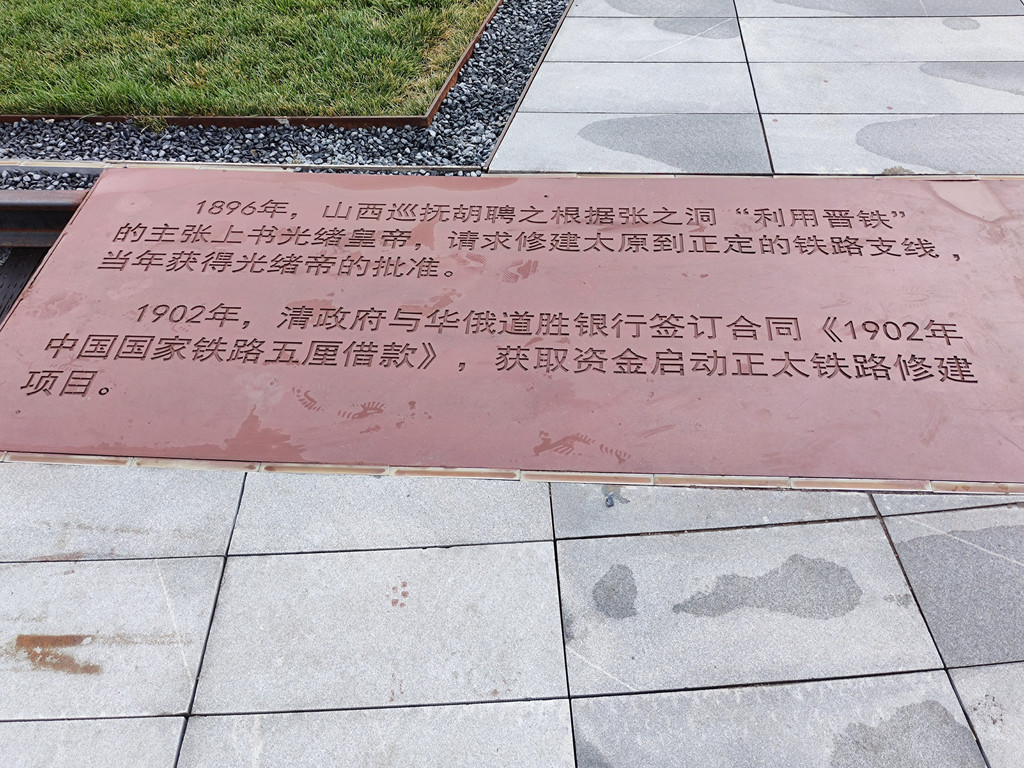 1896年，山西巡抚胡聘之根据张之洞“利用晋铁”
的主张上书光绪皇帝，请求修建太原到正定的铁路支线，
当年获得光绪帝的批准。
1902年，清政府与华俄道胜银行签订合同《1902年
中国国家铁路五厘借款》，获取资金启动正太铁路修建
项目。